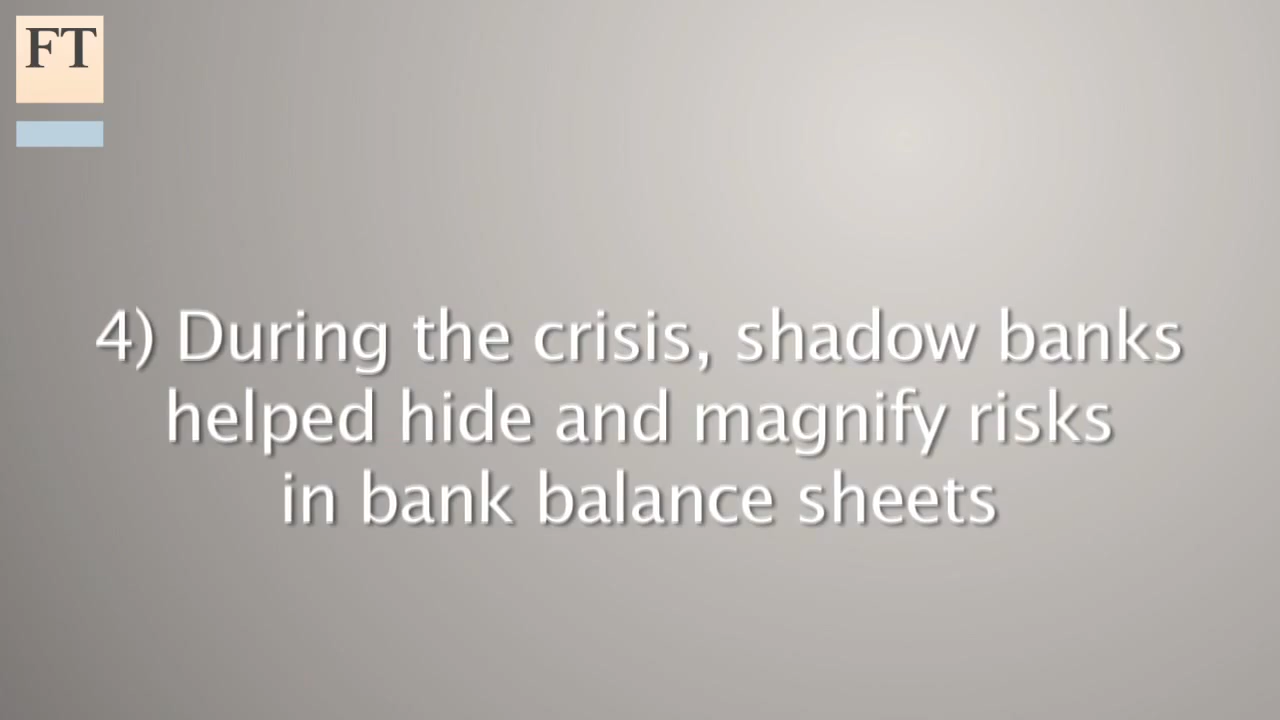 FT
4) During the crisis, shadow banks
helped hide and magnify risks
in bank balance sheets